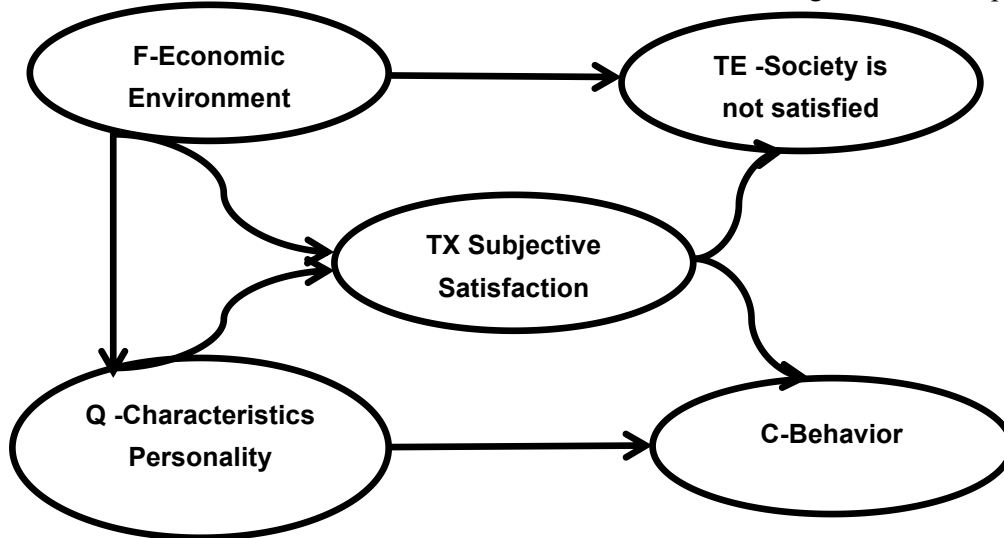 F-Economic
Environment
TE -Society is
not satisfied
TX Subjective
Satisfaction
Q -Characteristics
Personality
C-Behavior